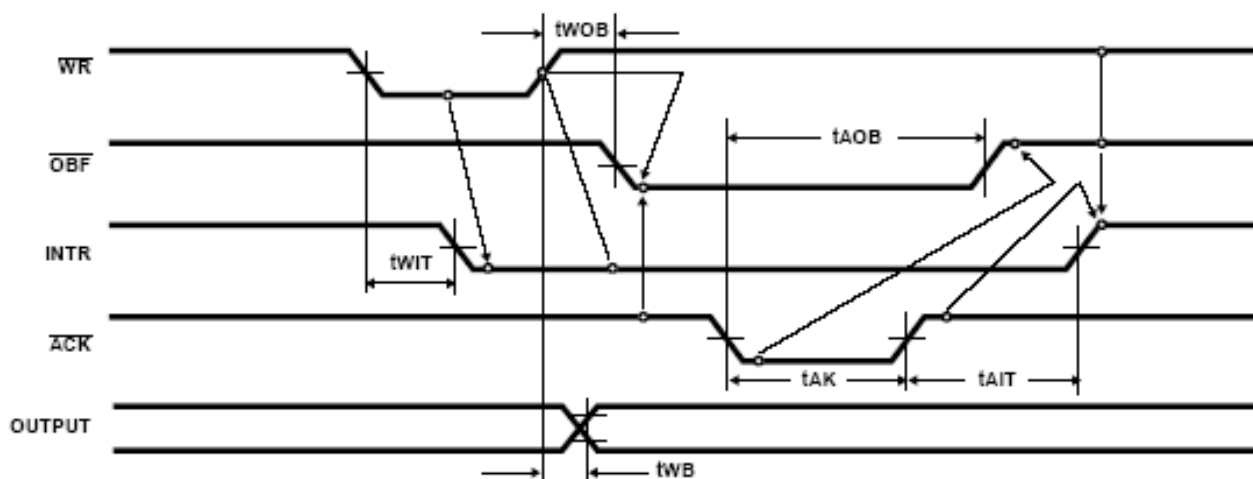 tWOB
WR
tAOB
OBF
INTR
tWIT
ACK
tAK
tAIT
OUTPUT
tWB